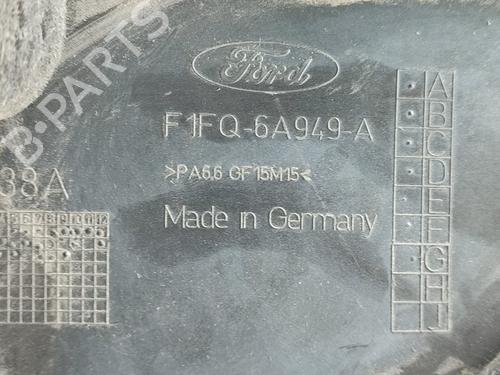 B-PARTS
Ford
F1FQ-6A949-A
>PA6.6 GF15M15<
Made in Germany
38A
A
B
C
D
E
F
G
H
J